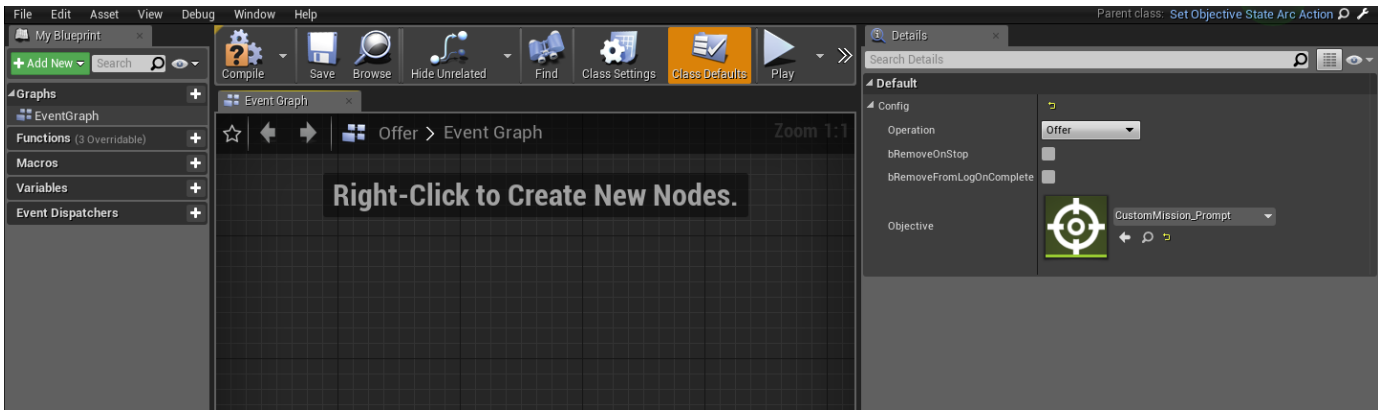 File Edit Asset View Debug Window Help
Parent class: Set Objective State Arc Action
My Blueprint
+ Add New
Search
Graphs
EventGraph
Functions (3 Overridable)
Macros
Variables
Event Dispatchers
Compile
Save
Browse
Hide Unrelated
Find
Class Settings
Class Defaults
Play
Event Graph
Offer > Event Graph
Zoom 1:1
Right-Click to Create New Nodes.
Details
Search Details
Default
Config
Operation
Offer
bRemoveOnStop
bRemoveFromLogOnComplete
Objective
CustomMission_Prompt